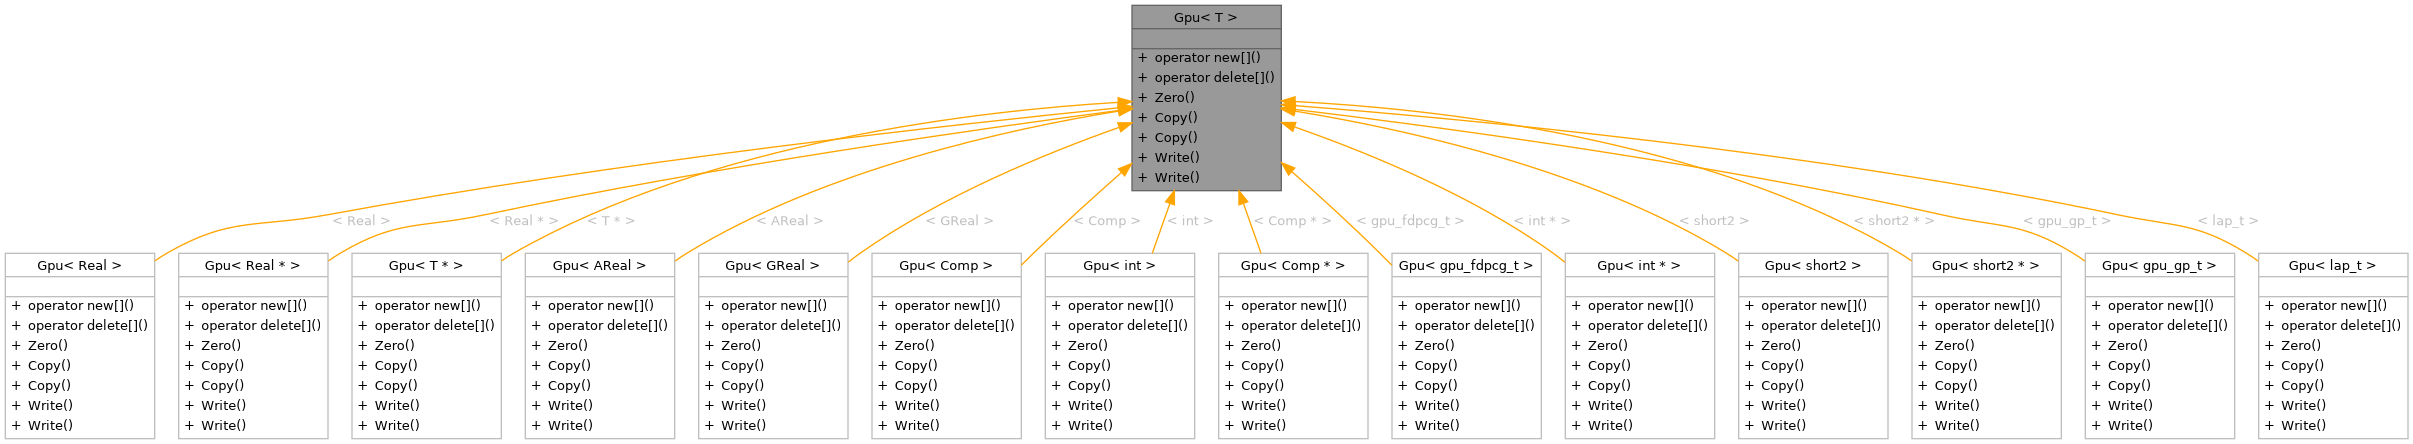 Gpu< T >
+ operator new[]()
+ operator delete[]()
+ Zero()
+ Copy()
+ Copy()
+ Write()
+ Write()
< Real >
< Real * >
< T * >
< AReal >
< GReal >
< Comp >
< int >
< Comp * >
< gpu_fdpcg_t >
< int * >
< short2 >
< short2 * >
< gpu_gp_t >
< lap_t >
Gpu< Real >
+ operator new[]()
+ operator delete[]()
+ Zero()
+ Copy()
+ Copy()
+ Write()
+ Write()
Gpu< Real * >
+ operator new[]()
+ operator delete[]()
+ Zero()
+ Copy()
+ Copy()
+ Write()
+ Write()
Gpu< T * >
+ operator new[]()
+ operator delete[]()
+ Zero()
+ Copy()
+ Copy()
+ Write()
+ Write()
Gpu< AReal >
+ operator new[]()
+ operator delete[]()
+ Zero()
+ Copy()
+ Copy()
+ Write()
+ Write()
Gpu< GReal >
+ operator new[]()
+ operator delete[]()
+ Zero()
+ Copy()
+ Copy()
+ Write()
+ Write()
Gpu< Comp >
+ operator new[]()
+ operator delete[]()
+ Zero()
+ Copy()
+ Copy()
+ Write()
+ Write()
Gpu< int >
+ operator new[]()
+ operator delete[]()
+ Zero()
+ Copy()
+ Copy()
+ Write()
+ Write()
Gpu< Comp * >
+ operator new[]()
+ operator delete[]()
+ Zero()
+ Copy()
+ Copy()
+ Write()
+ Write()
Gpu< gpu_fdpcg_t >
+ operator new[]()
+ operator delete[]()
+ Zero()
+ Copy()
+ Copy()
+ Write()
+ Write()
Gpu< int * >
+ operator new[]()
+ operator delete[]()
+ Zero()
+ Copy()
+ Copy()
+ Write()
+ Write()
Gpu< short2 >
+ operator new[]()
+ operator delete[]()
+ Zero()
+ Copy()
+ Copy()
+ Write()
+ Write()
Gpu< short2 * >
+ operator new[]()
+ operator delete[]()
+ Zero()
+ Copy()
+ Copy()
+ Write()
+ Write()
Gpu< gpu_gp_t >
+ operator new[]()
+ operator delete[]()
+ Zero()
+ Copy()
+ Copy()
+ Write()
+ Write()
Gpu< lap_t >
+ operator new[]()
+ operator delete[]()
+ Zero()
+ Copy()
+ Copy()
+ Write()
+ Write()